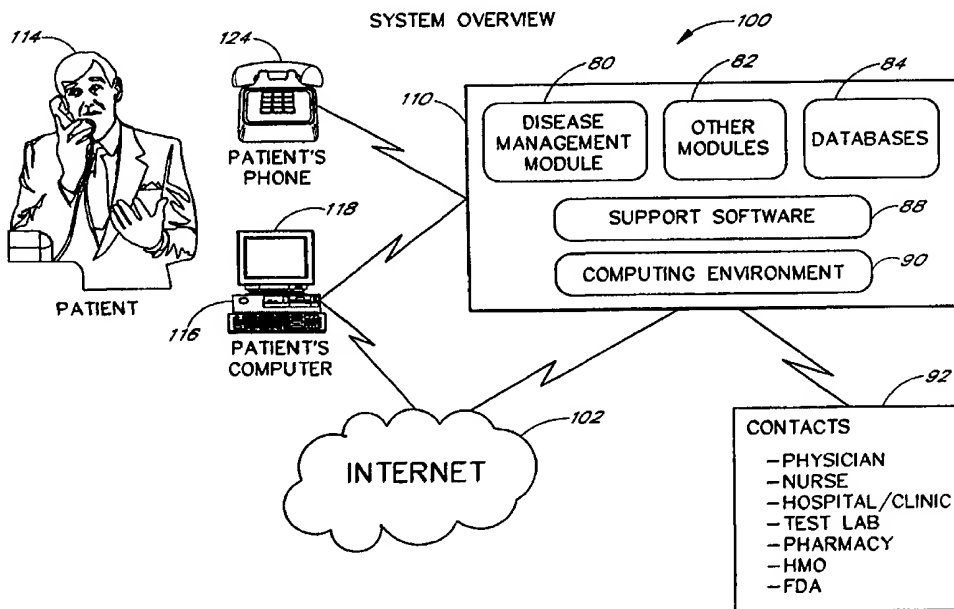 SYSTEM OVERVIEW
100
114
124
80
82
84
110
DISEASE
MANAGEMENT
MODULE
OTHER
MODULES
DATABASES
PATIENT'S
PHONE
118
SUPPORT SOFTWARE
88
COMPUTING ENVIRONMENT
90
PATIENT
116
PATIENT'S
COMPUTER
92
102
INTERNET
CONTACTS
-PHYSICIAN
-NURSE
-HOSPITAL/CLINIC
-TEST LAB
-PHARMACY
-HMO
-FDA